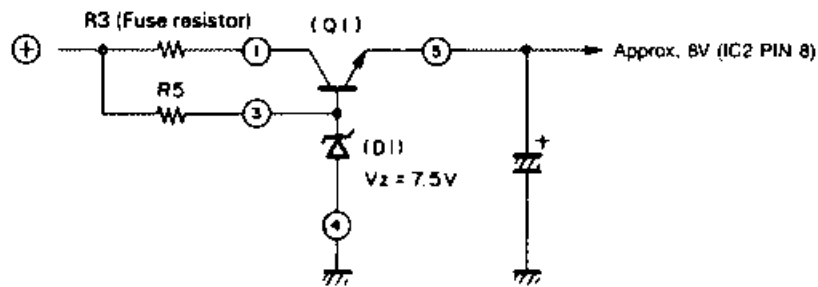 R3 (Fuse resistor)
(Q1)
+
1
5
Approx. 8V (IC2 PIN 8)
R5
3
(D1)
Vz = 7.5V
+
4